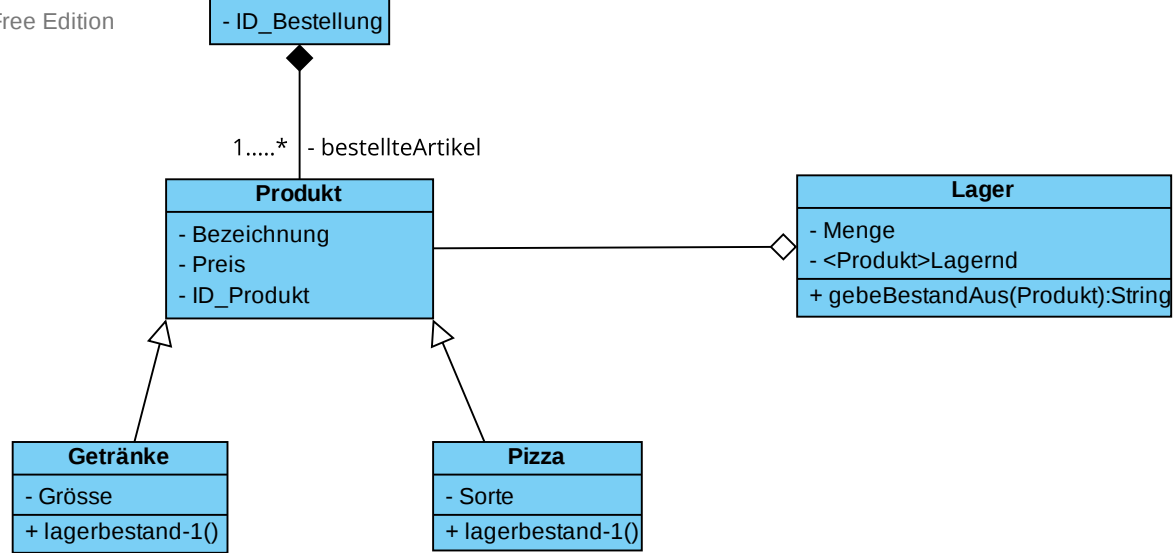 Free Edition
- ID_Bestellung
1.....*
- bestellteArtikel
Produkt
- Bezeichnung
- Preis
- ID_Produkt
Lager
- Menge
- <Produkt>Lagernd
+ gebeBestandAus(Produkt):String
Getränke
- Grösse
+ lagerbestand-1()
Pizza
- Sorte
+ lagerbestand-1()